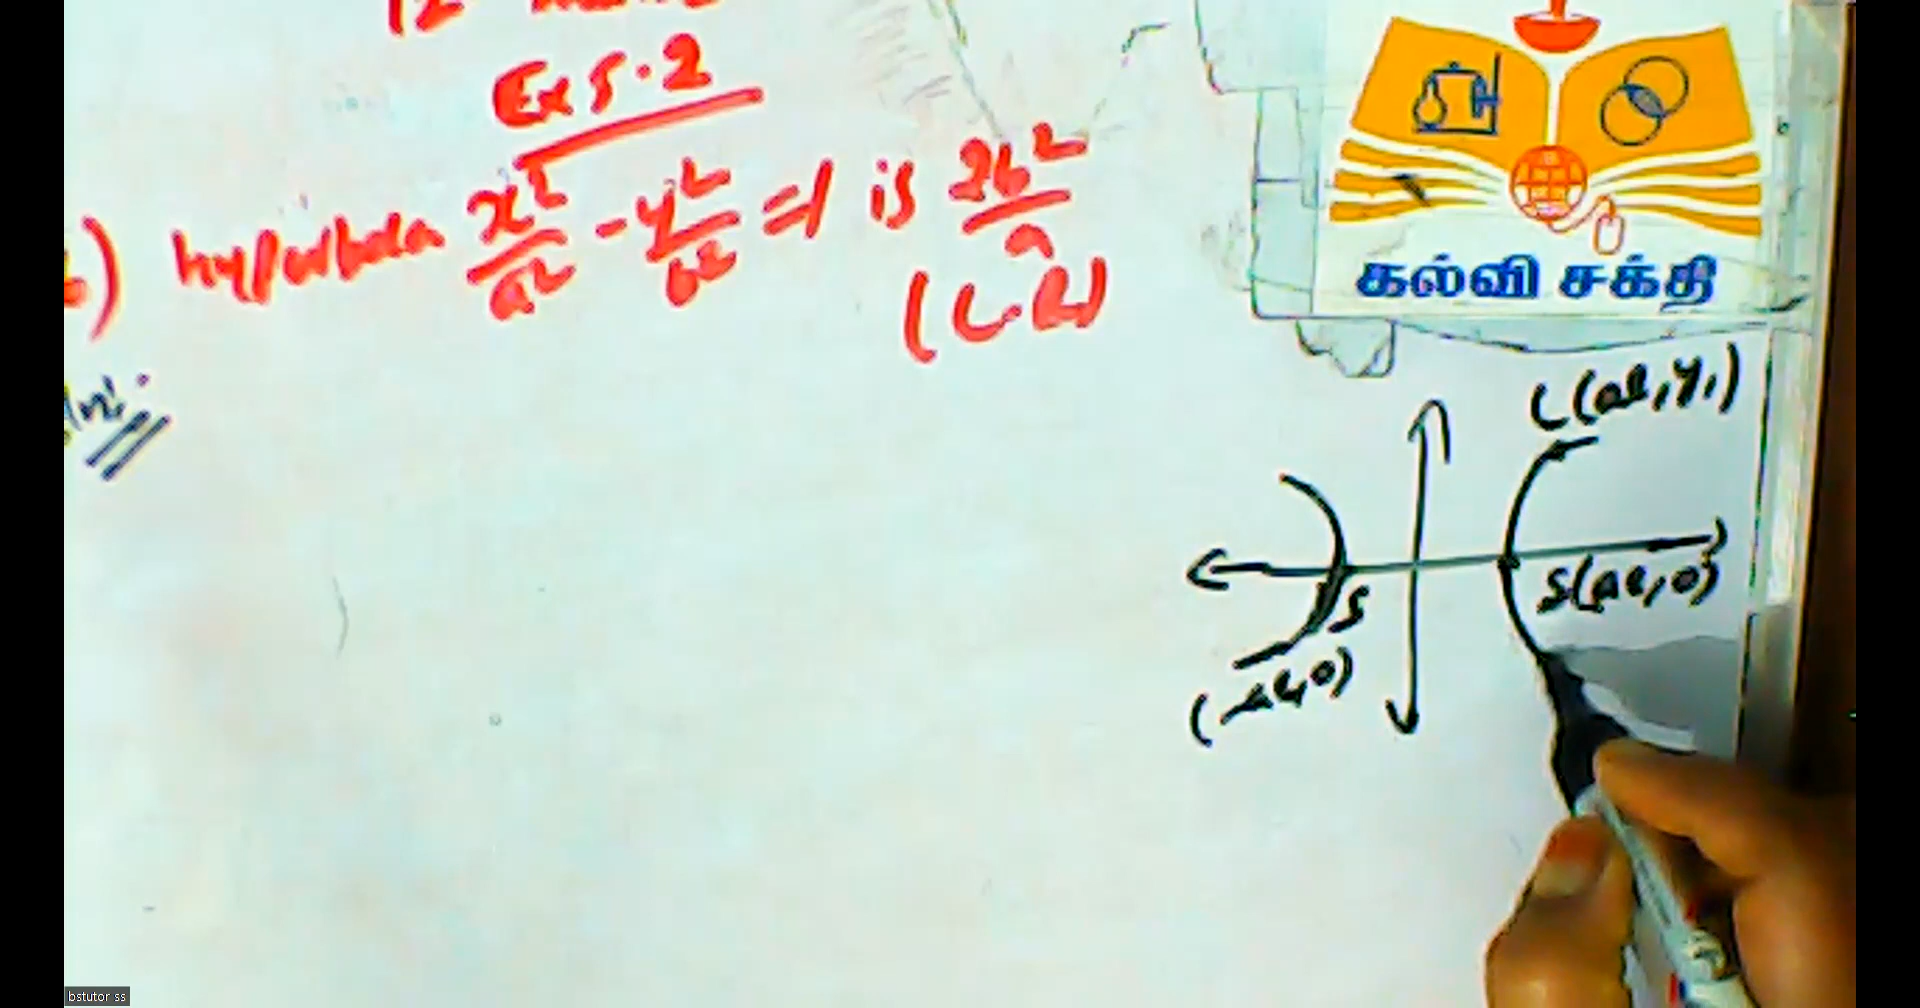 12
Ex 5.2
) hyperbola x²/a² - y²/b² = 1 is 2b²/a
(L.R)
கல்வி சக்தி
L(ae, y₁)
S(ae, 0)
S
(-ae, 0)
bstutor ss